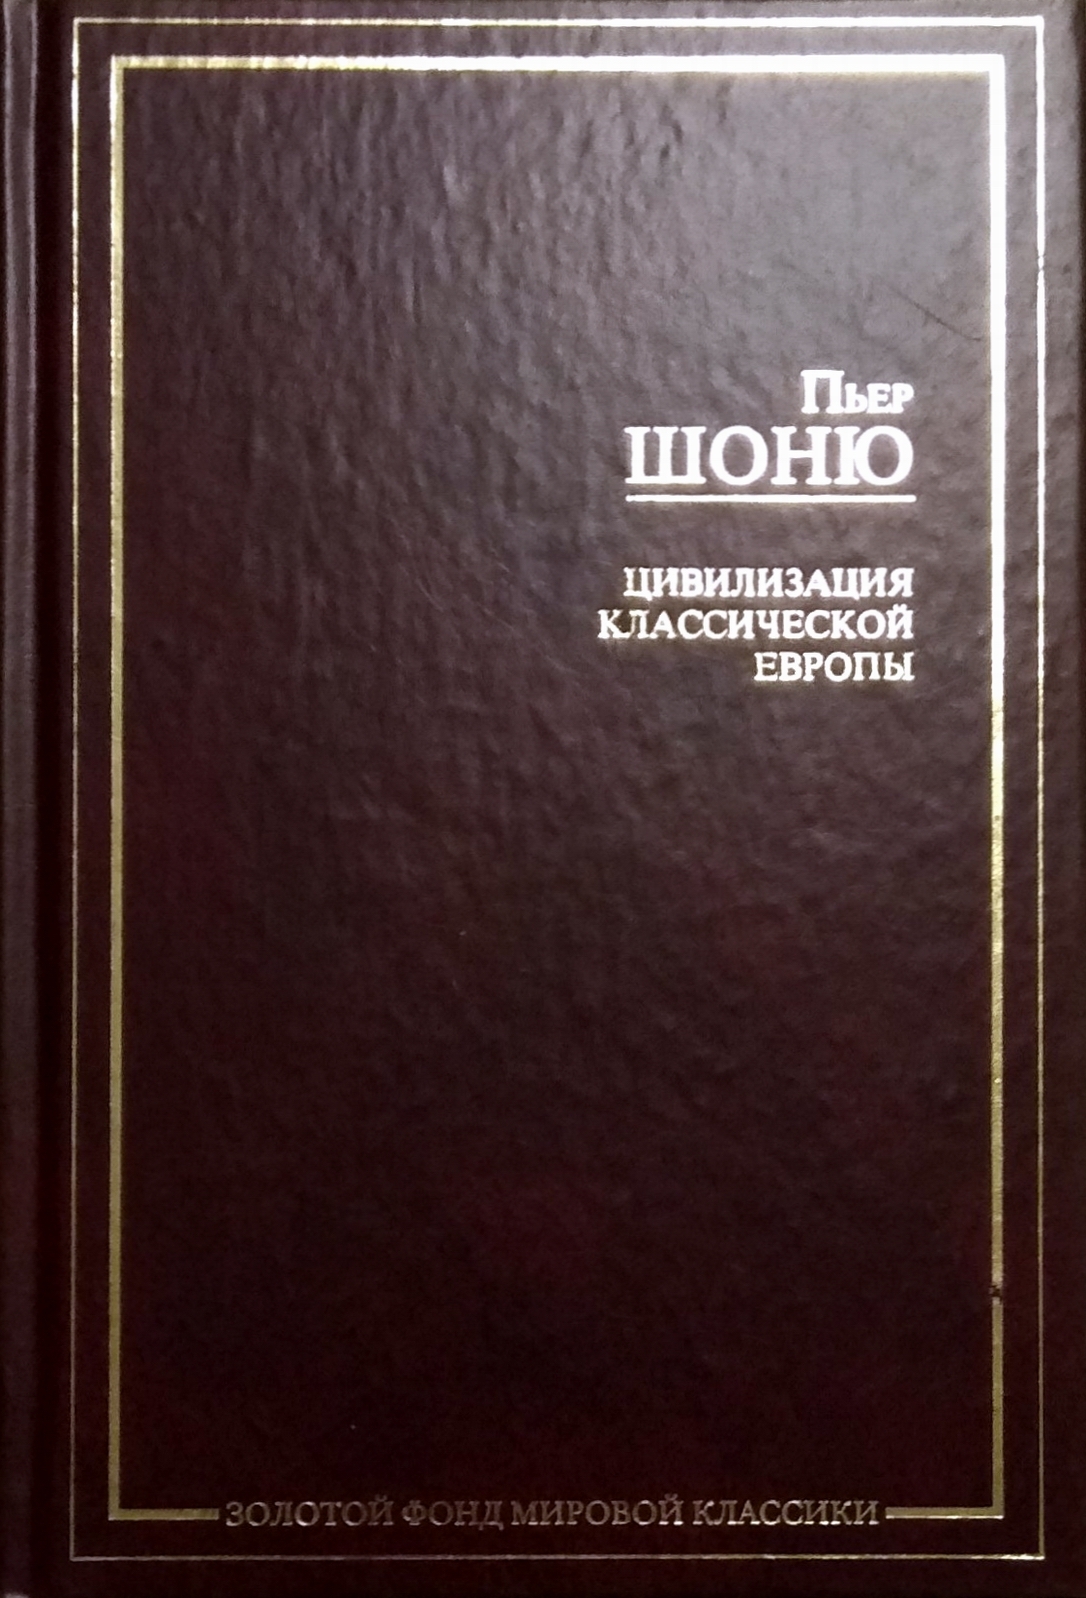 Пьер
ШОНЮ
ЦИВИЛИЗАЦИЯ
КЛАССИЧЕСКОЙ
ЕВРОПЫ
ЗОЛОТОЙ ФОНД МИРОВОЙ КЛАССИКИ